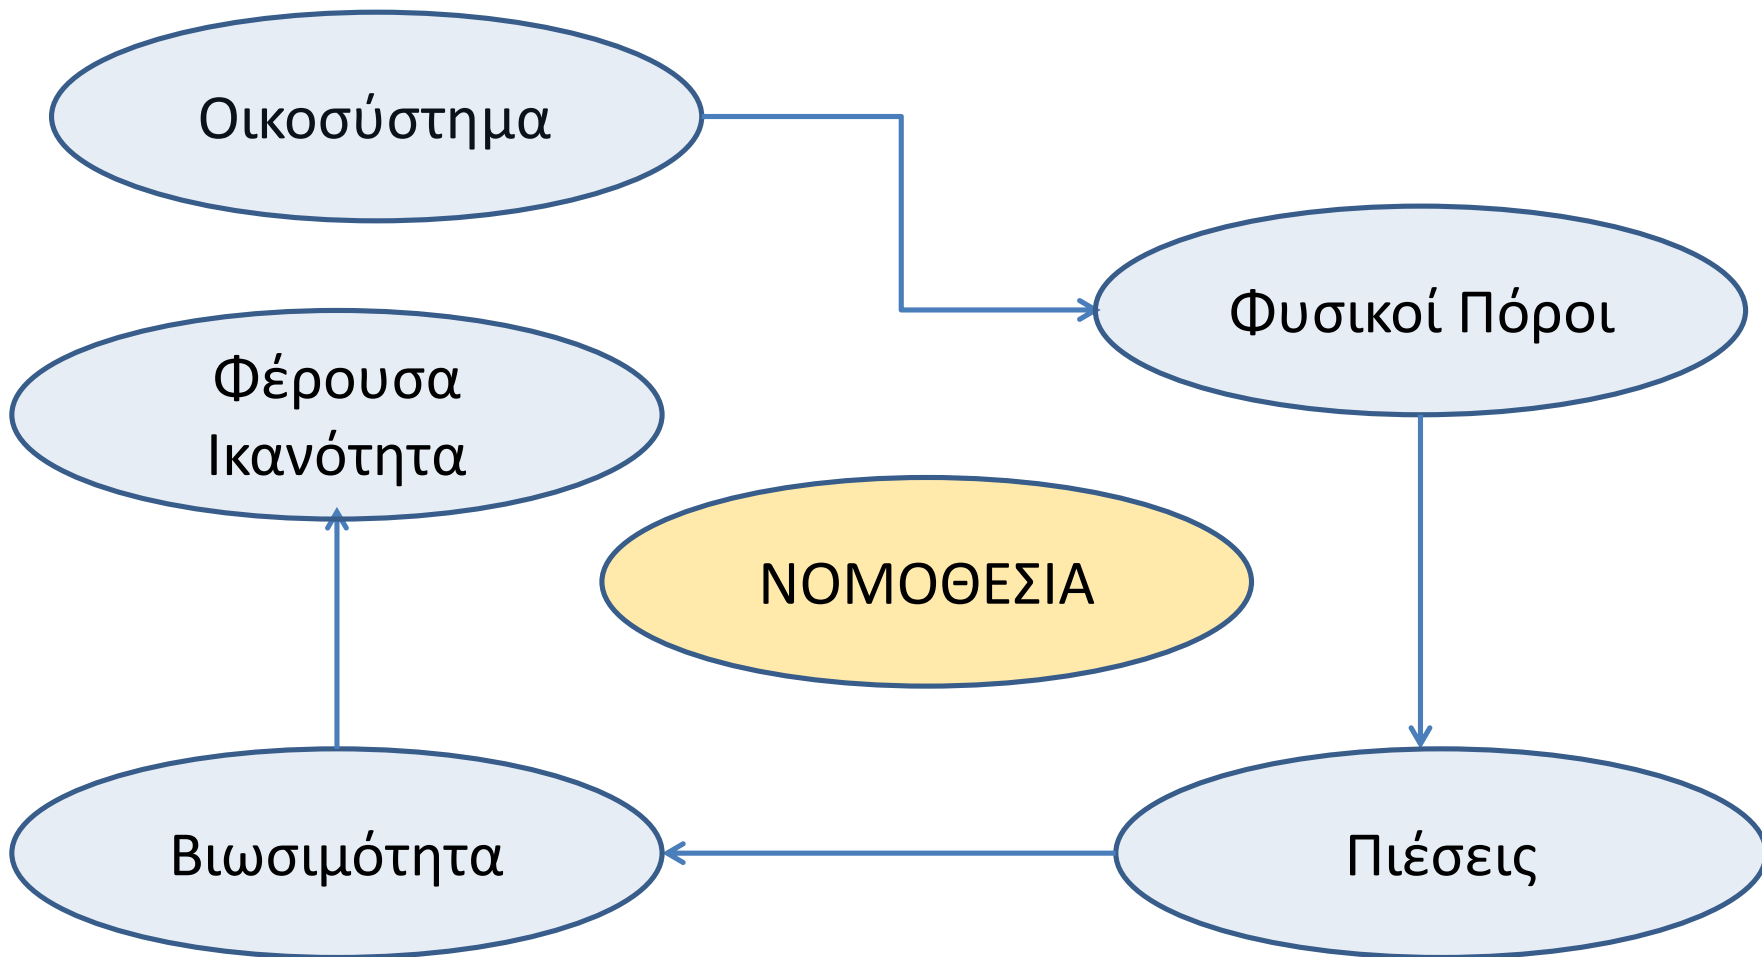 Οικοσύστημα
Φυσικοί Πόροι
Φέρουσα
Ικανότητα
ΝΟΜΟΘΕΣΙΑ
Βιωσιμότητα
Πιέσεις